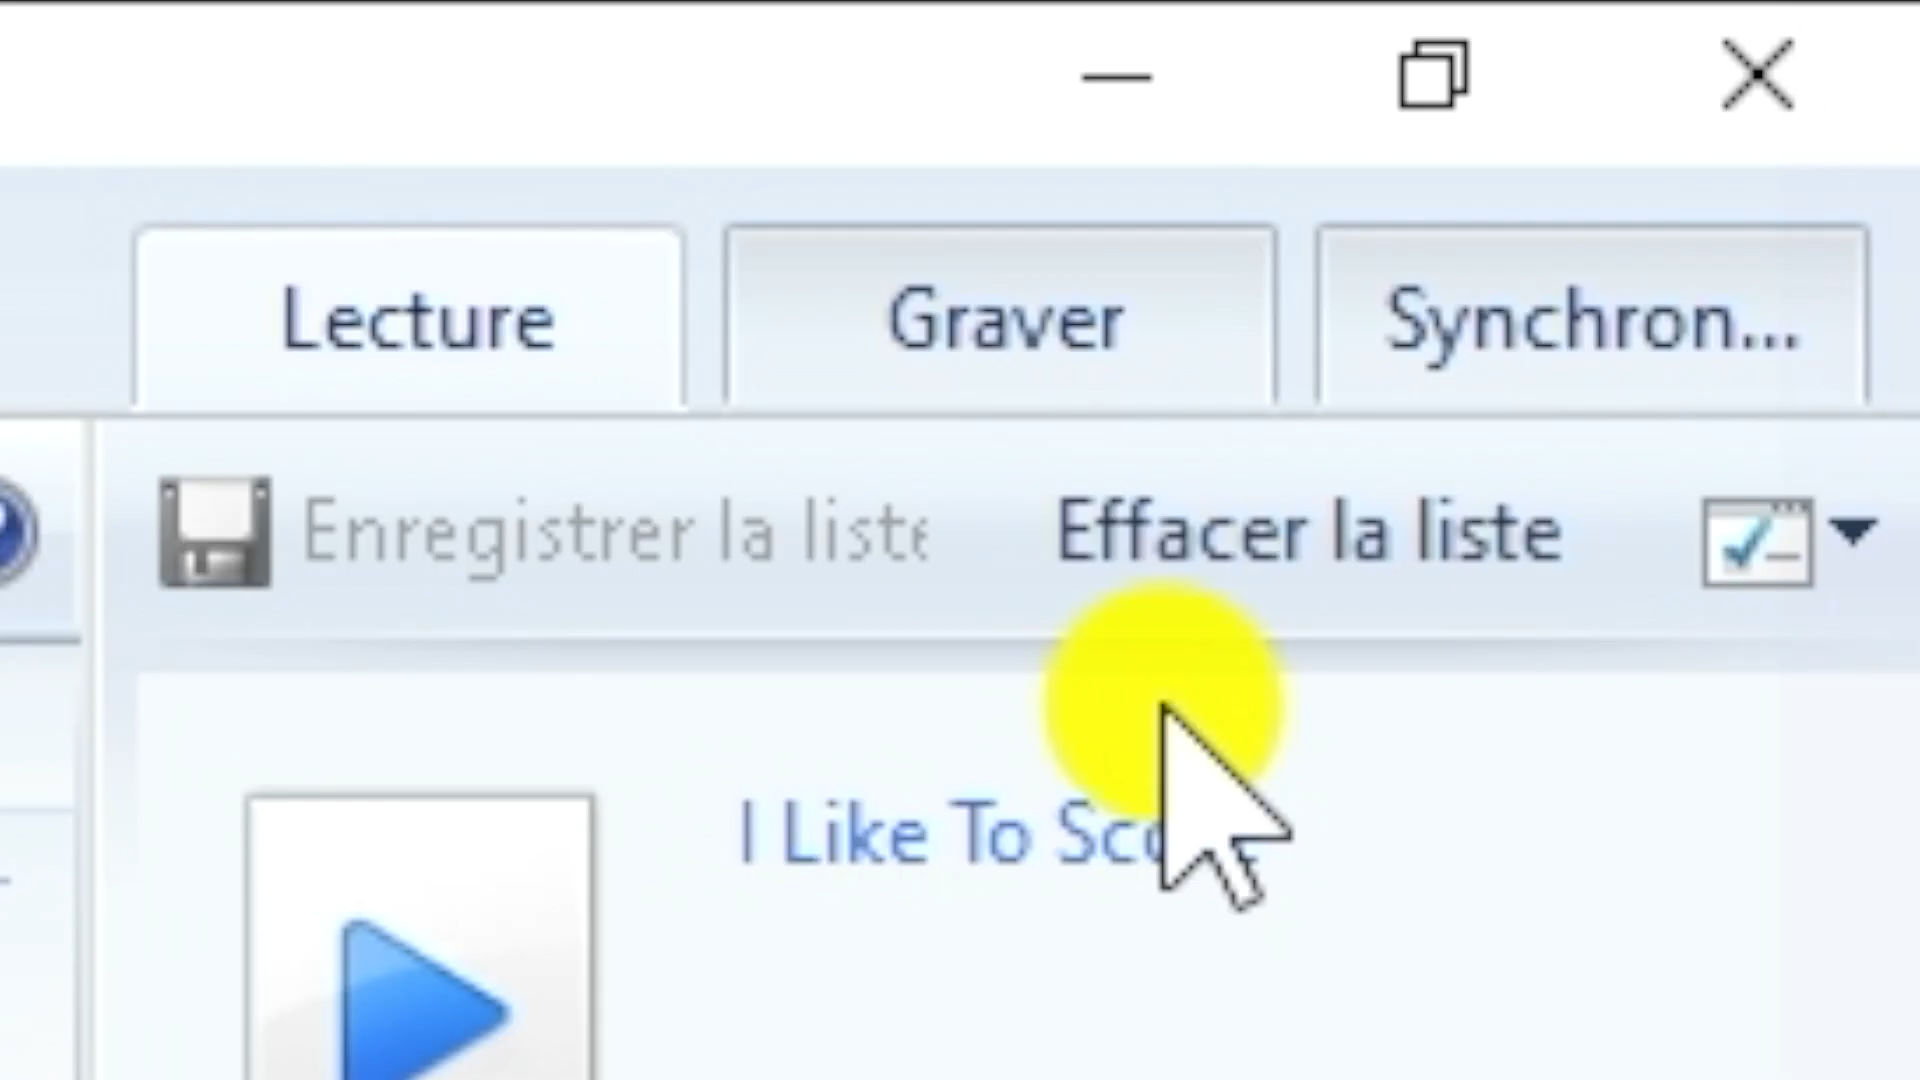 Lecture Graver Synchron...
Enregistrer la liste Effacer la liste
I Like To